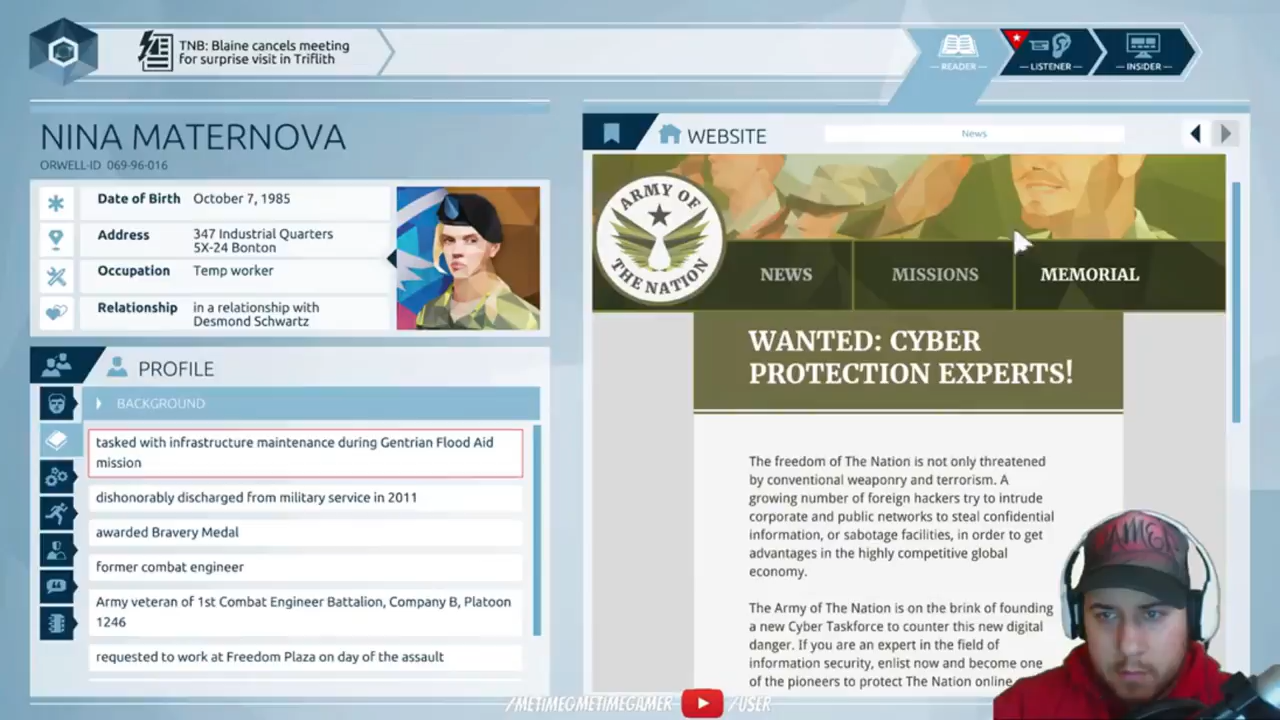 TNB: Blaine cancels meeting
for surprise visit in Triflith
READER
LISTENER
INSIDER
NINA MATERNOVA
ORWELL-ID 069-96-016
Date of Birth October 7, 1985
Address 347 Industrial Quarters
5X-24 Bonton
Occupation Temp worker
Relationship in a relationship with
Desmond Schwartz
PROFILE
BACKGROUND
tasked with infrastructure maintenance during Gentrian Flood Aid
mission
dishonorably discharged from military service in 2011
awarded Bravery Medal
former combat engineer
Army veteran of 1st Combat Engineer Battalion, Company B, Platoon
1246
requested to work at Freedom Plaza on day of the assault
WEBSITE
News
ARMY OF
THE NATION
NEWS
MISSIONS
MEMORIAL
WANTED: CYBER
PROTECTION EXPERTS!
The freedom of The Nation is not only threatened
by conventional weaponry and terrorism. A
growing number of foreign hackers try to intrude
corporate and public networks to steal confidential
information, or sabotage facilities, in order to get
advantages in the highly competitive global
economy.
The Army of The Nation is on the brink of founding
a new Cyber Taskforce to counter this new digital
danger. If you are an expert in the field of
information security, enlist now and become one
of the pioneers to protect The Nation online
/METIMEGMETIMEGAMER
/USER